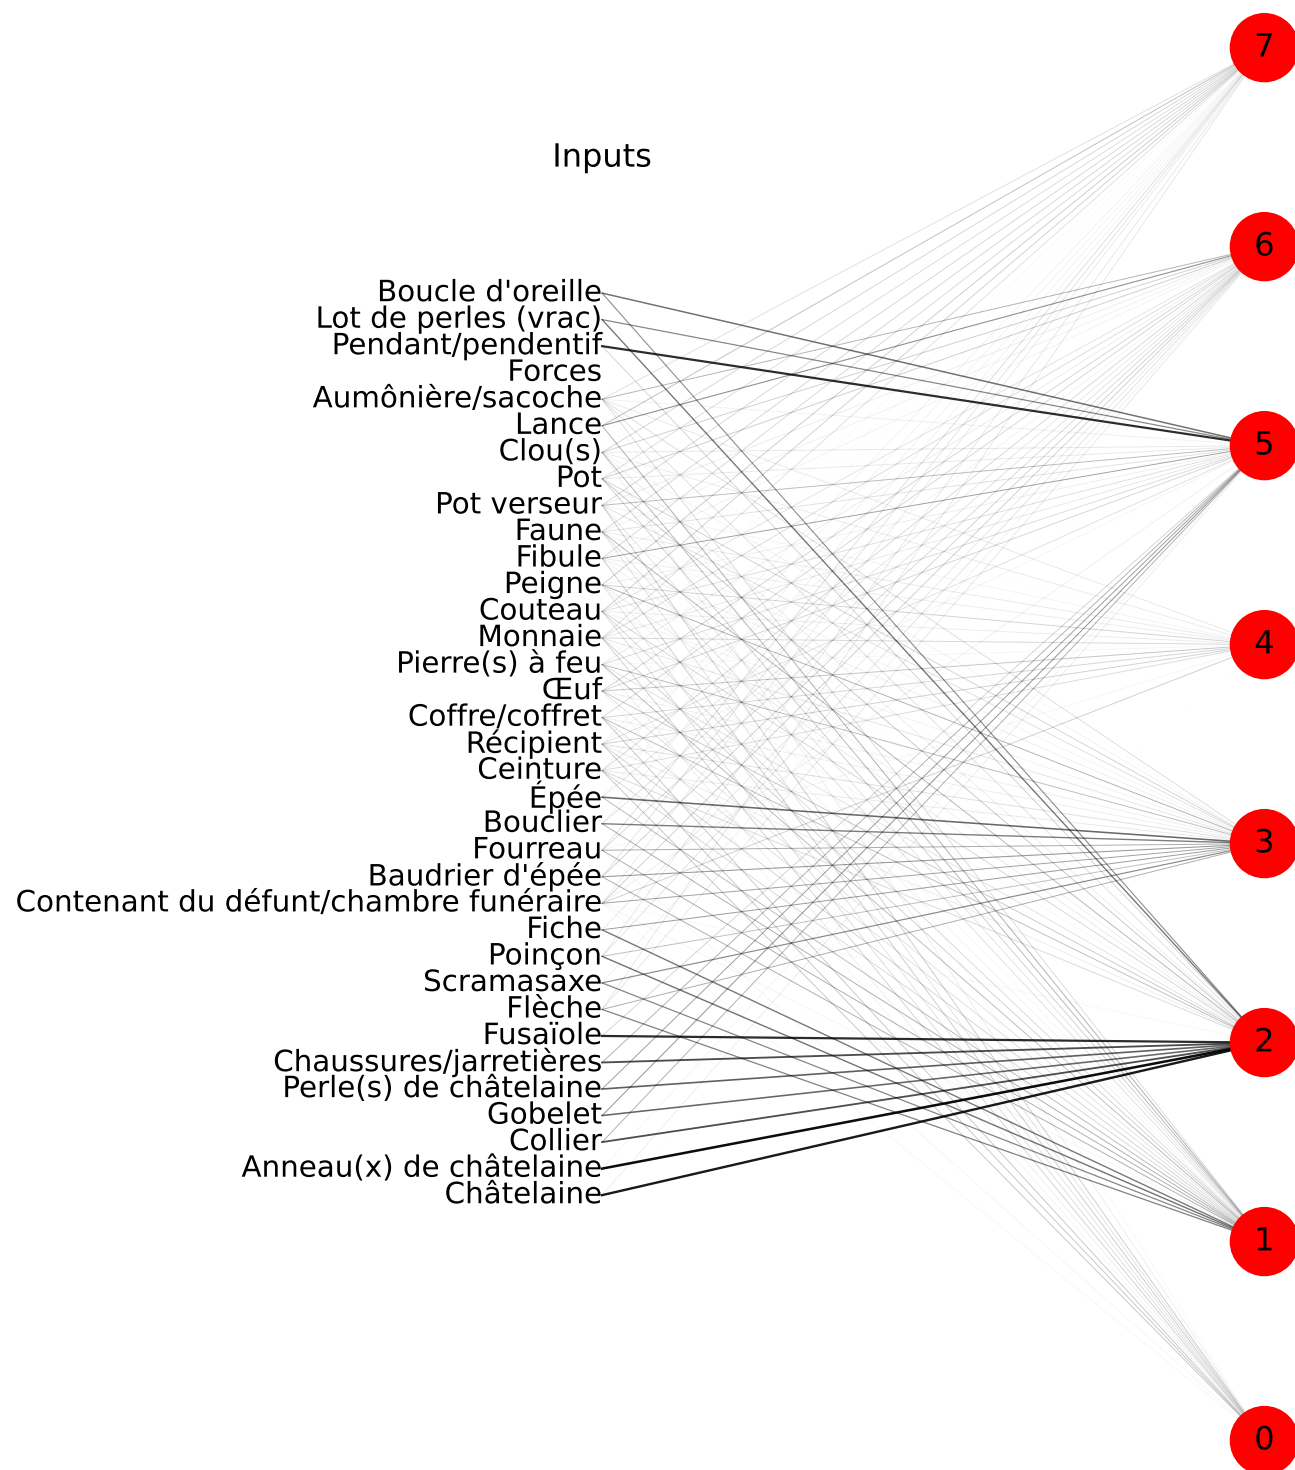 7
Inputs
6
Boucle d'oreille
Lot de perles (vrac)
Pendant/pendentif
Forces
Aumônière/sacoche
Lance
Clou(s)
5
Pot
Pot verseur
Faune
Fibule
Peigne
Couteau
Monnaie
4
Pierre(s) à feu
Œuf
Coffre/coffret
Récipient
Ceinture
Épée
Bouclier
3
Fourreau
Baudrier d'épée
Contenant du défunt/chambre funéraire
Fiche
Poinçon
Scramasaxe
Flèche
Fusaïole
2
Chaussures/jarretières
Perle(s) de châtelaine
Gobelet
Collier
Anneau(x) de châtelaine
Châtelaine
1
0